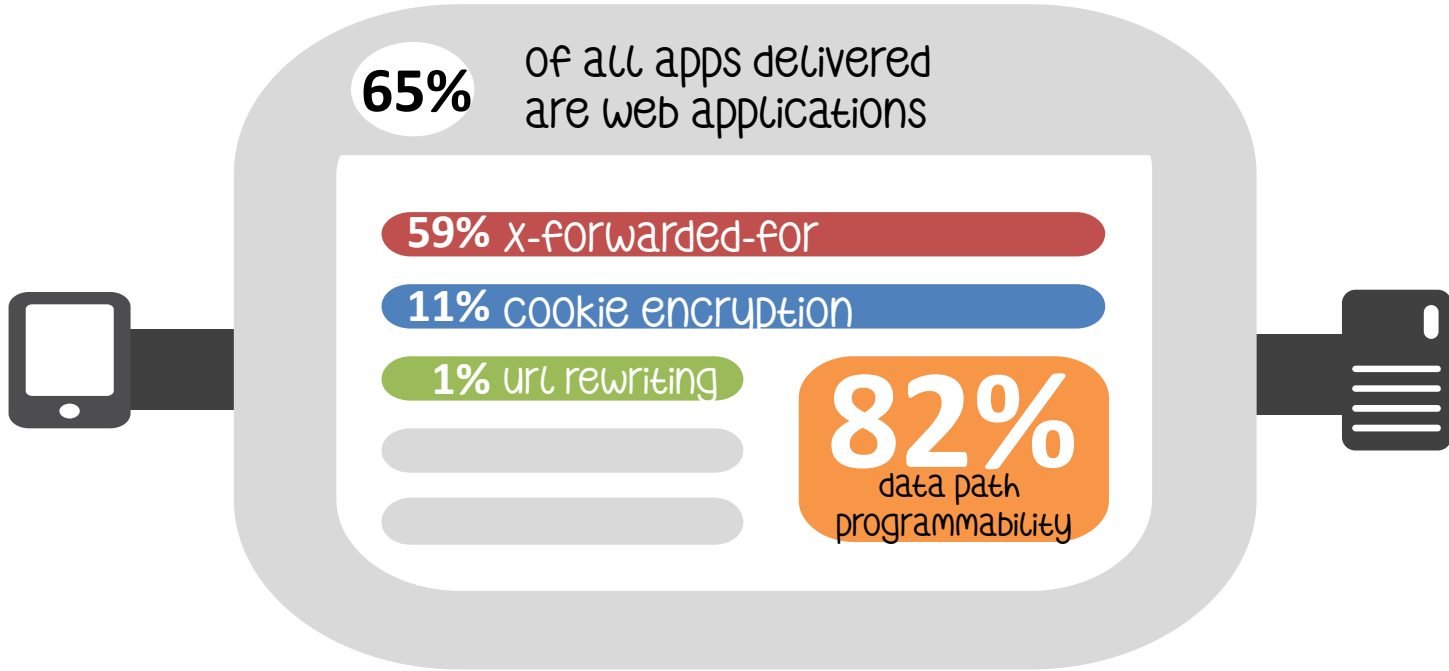 65%
of all apps delivered
are web applications
59% x-forwarded-for
11% cookie encryption
1% url rewriting
82%
data path
programmability